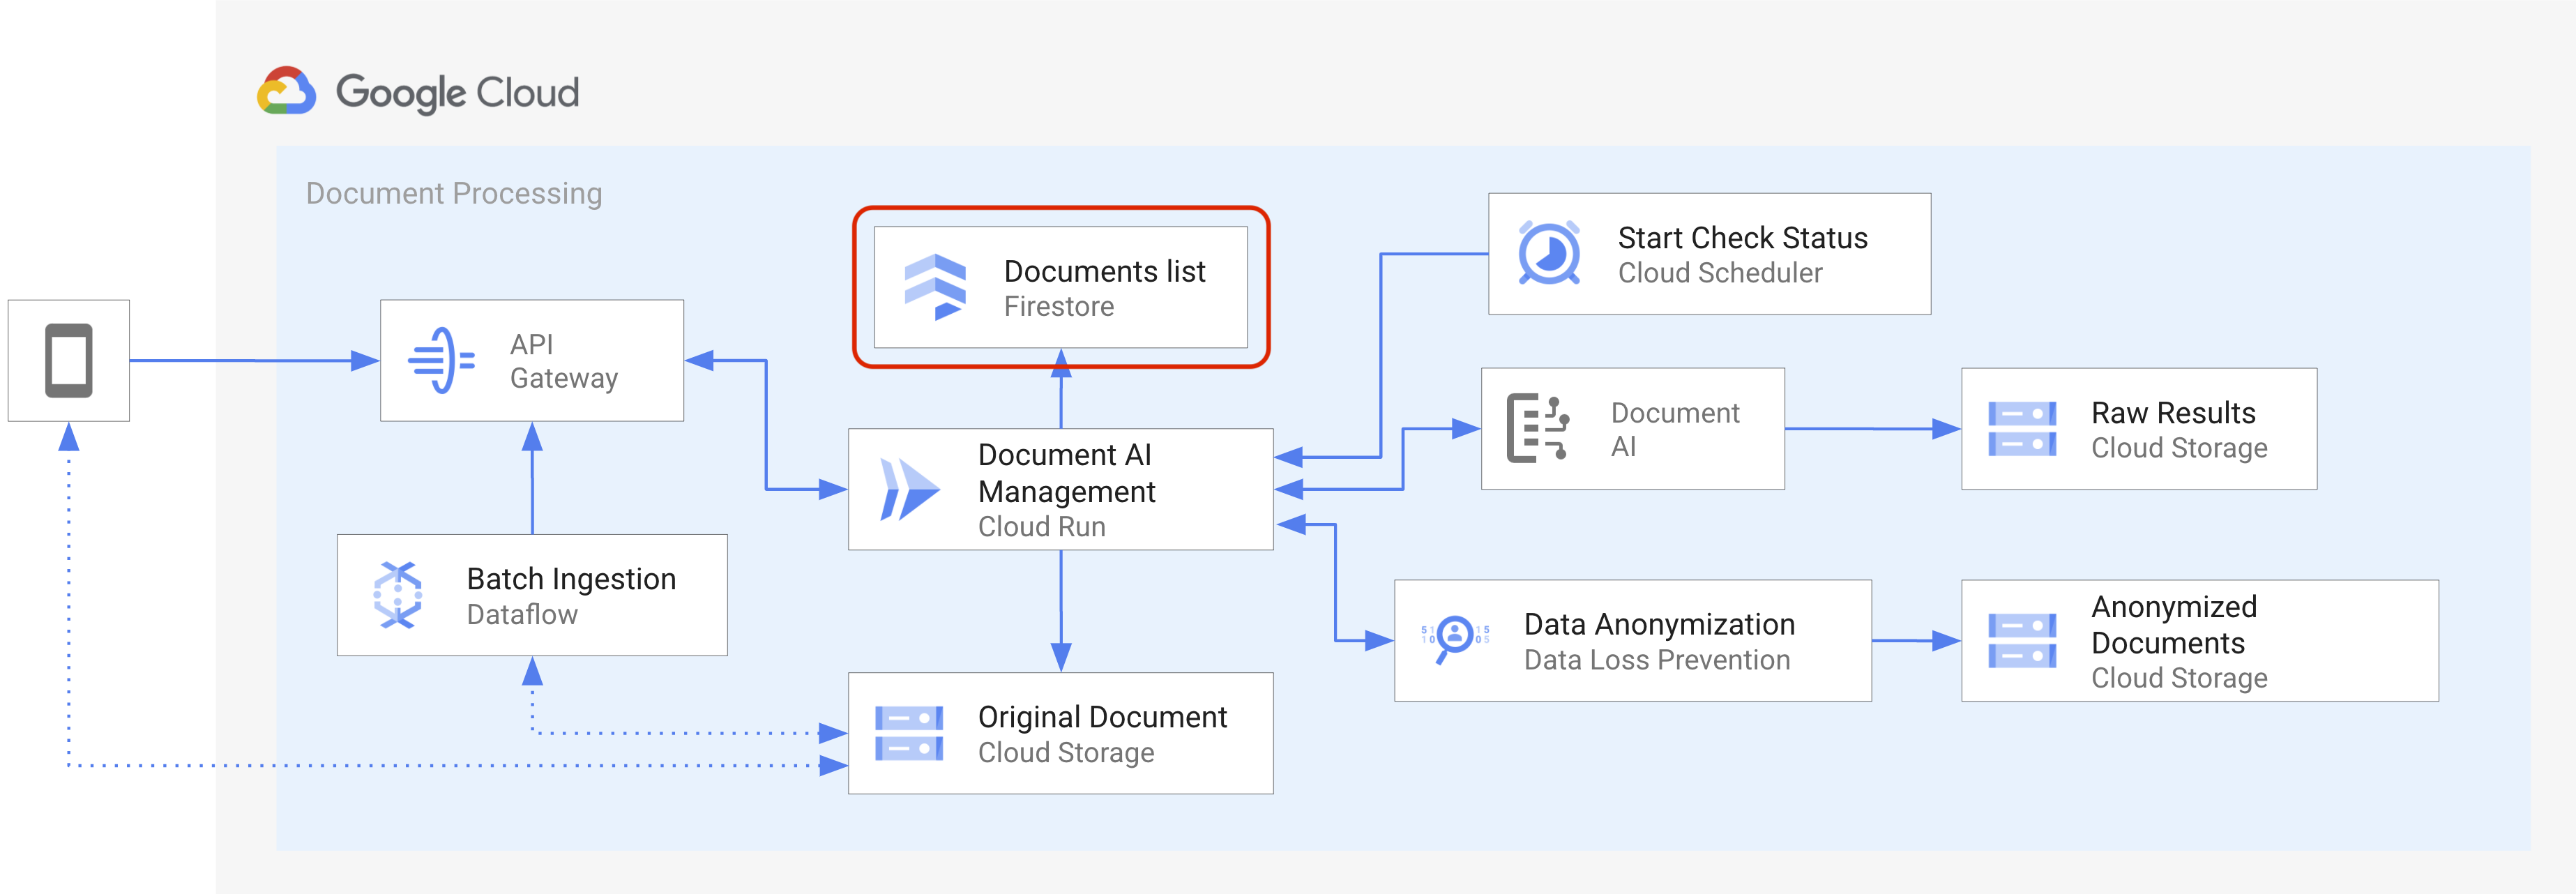 Google Cloud
Document Processing
Documents list
Firestore
Start Check Status
Cloud Scheduler
API
Gateway
Document AI
Management
Cloud Run
Document
AI
Raw Results
Cloud Storage
Batch Ingestion
Dataflow
Data Anonymization
Data Loss Prevention
Anonymized
Documents
Cloud Storage
Original Document
Cloud Storage